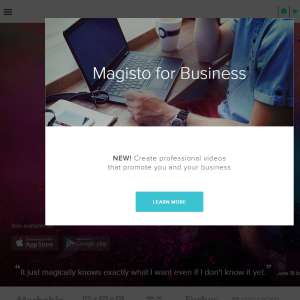 Magisto for Business
NEW! Create professional videos
that promote you and your business
LEARN MORE
Also available on
App Store
Google play
“It just magically knows exactly what I want even if I don't know it yet.”